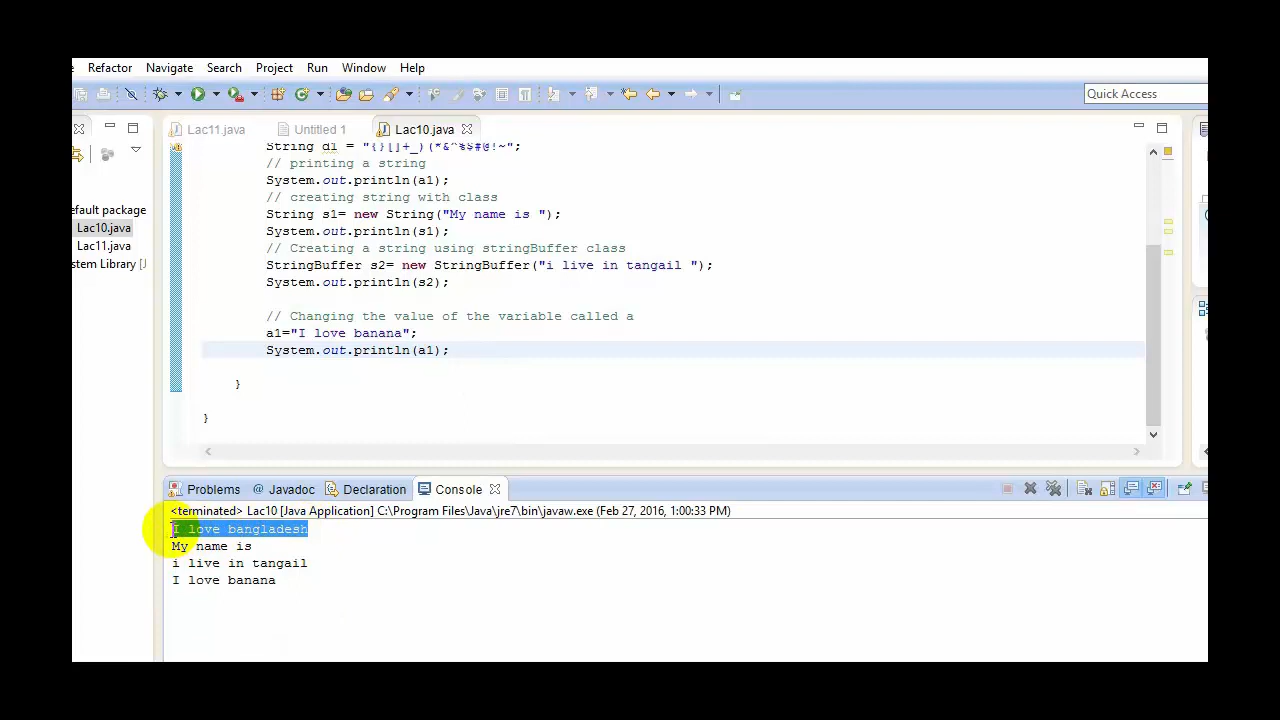 Refactor Navigate Search Project Run Window Help
Quick Access
Lac11.java Untitled 1 Lac10.java
String d1 = "{}[]+_)(*&^%$#@!~";
// printing a string
System.out.println(a1);
// creating string with class
efault package
String s1= new String("My name is ");
Lac10.java
System.out.println(s1);
Lac11.java
// Creating a string using stringBuffer class
stem Library [J
StringBuffer s2= new StringBuffer("i live in tangail ");
System.out.println(s2);
// Changing the value of the variable called a
a1="I love banana";
System.out.println(a1);
}
}
Problems @ Javadoc Declaration Console
<terminated> Lac10 [Java Application] C:\Program Files\Java\jre7\bin\javaw.exe (Feb 27, 2016, 1:00:33 PM)
I love bangladesh
My name is
i live in tangail
I love banana